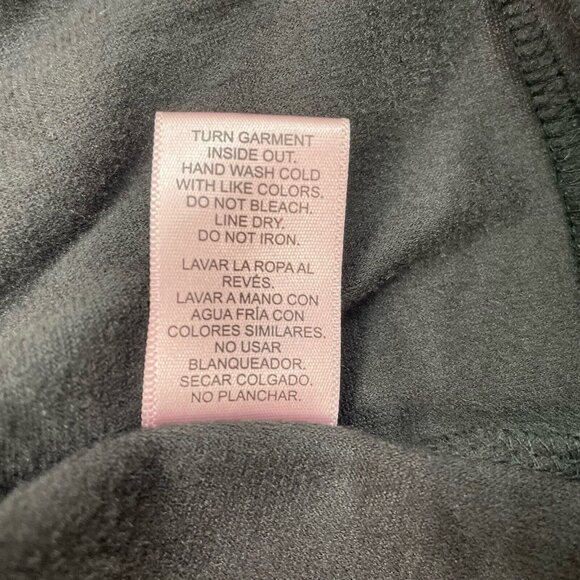 TURN GARMENT
INSIDE OUT.
HAND WASH COLD
WITH LIKE COLORS.
DO NOT BLEACH.
LINE DRY.
DO NOT IRON.
LAVAR LA ROPA AL
REVÉS.
LAVAR A MANO CON
AGUA FRÍA CON
COLORES SIMILARES.
NO USAR
BLANQUEADOR.
SECAR COLGADO.
NO PLANCHAR.